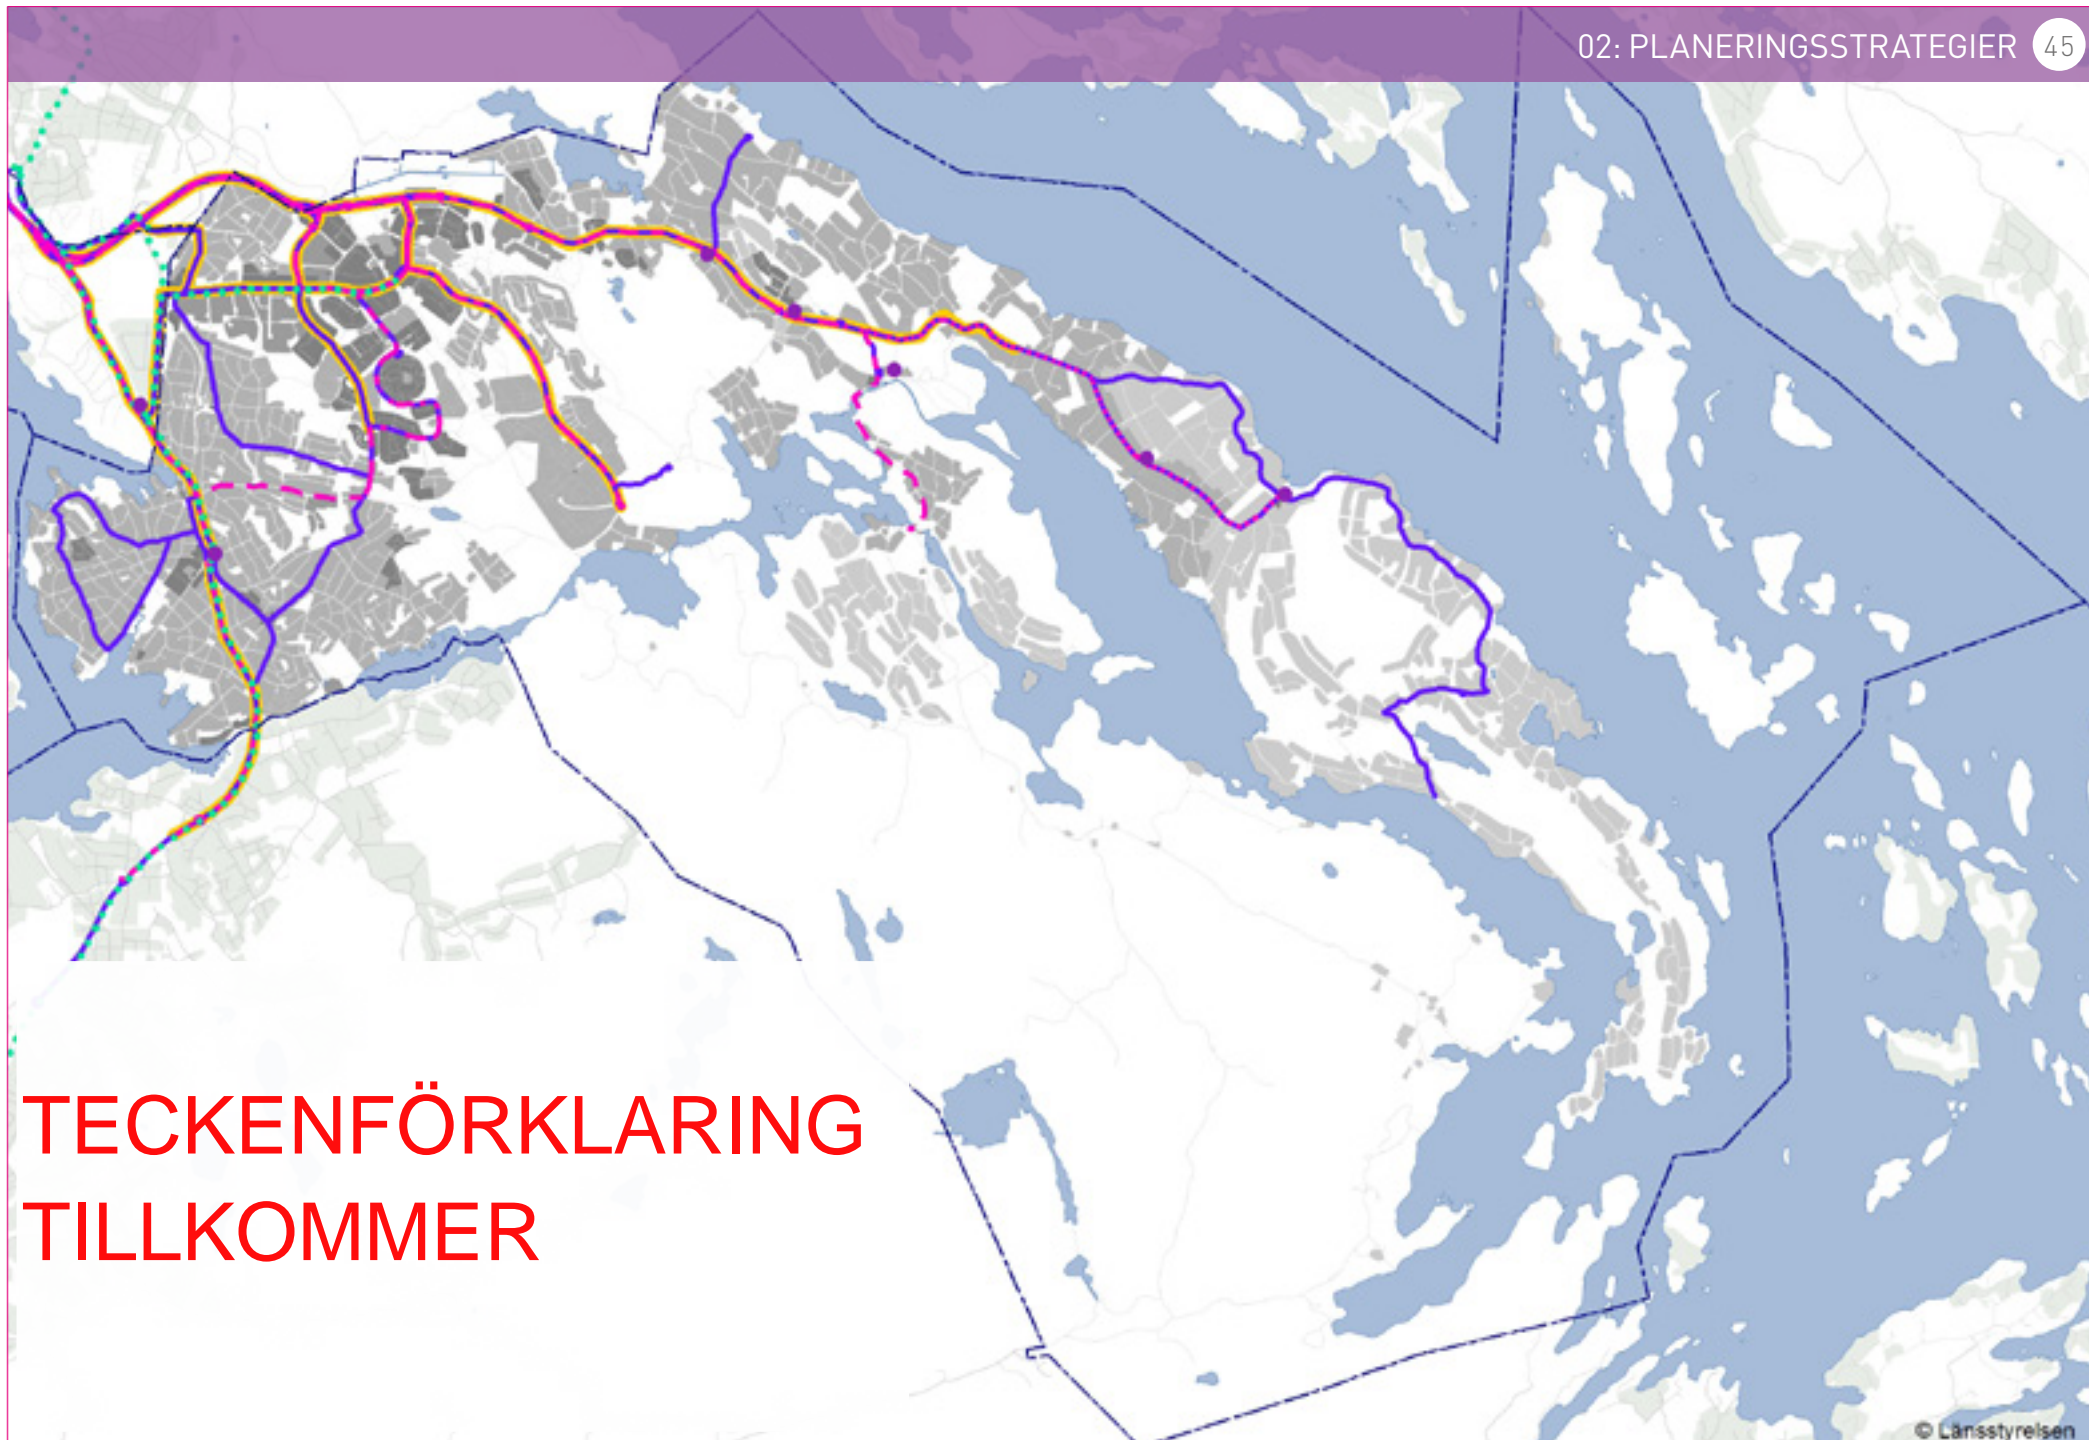 02: PLANERINGSSTRATEGIER 45
TECKENFÖRKLARING
TILLKOMMER
© Länsstyrelsen